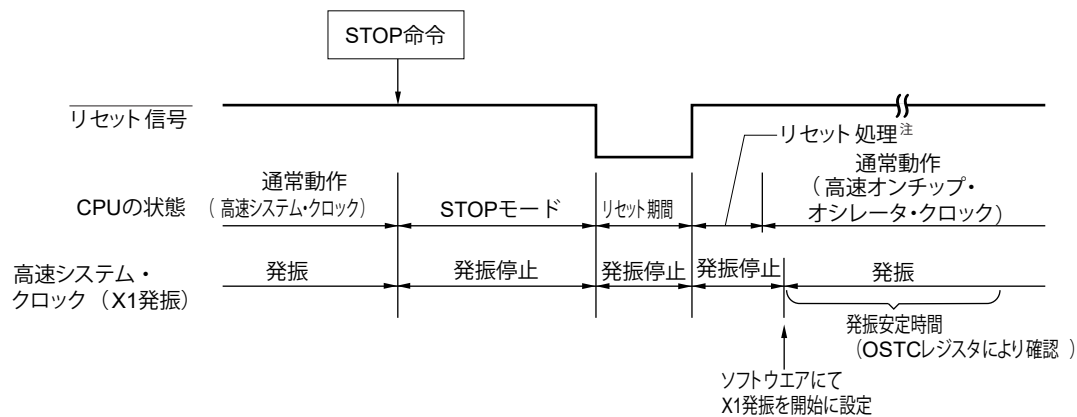 STOP命令
リセット信号
リセット処理注
通常動作
(高速システム・クロック)
通常動作
(高速オンチップ・
オシレータ・クロック)
CPUの状態
STOPモード
リセット期間
高速システム・
クロック(X1発振)
発振
発振停止
発振停止
発振停止
発振
発振安定時間
(OSTCレジスタにより確認)
ソフトウエアにて
X1発振を開始に設定